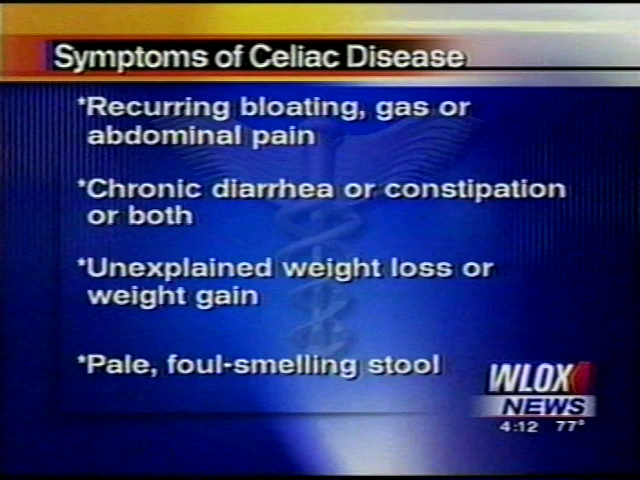 Symptoms of Celiac Disease
*Recurring bloating, gas or
abdominal pain
*Chronic diarrhea or constipation
or both
*Unexplained weight loss or
weight gain
*Pale, foul-smelling stool
WLOX
NEWS
4:12 77°